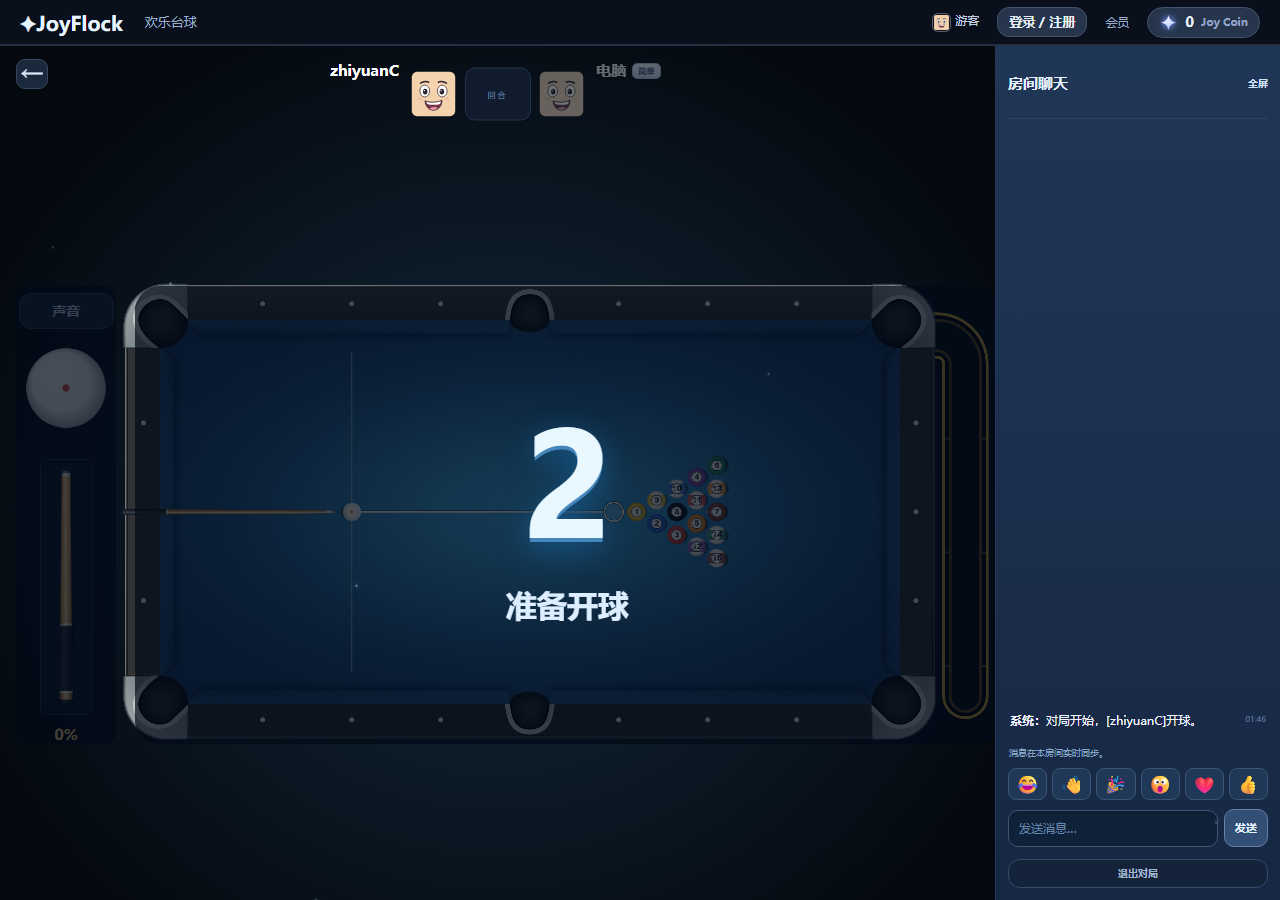 JoyFlock
欢乐台球
游客
登录 / 注册
会员
0 Joy Coin
zhiyuanC
回合
电脑 简单
房间聊天
全屏
声音
0%
2
准备开球
系统: 对局开始,[zhiyuanC]开球。
01:46
消息在本房间实时同步。
发送消息...
发送
退出对局